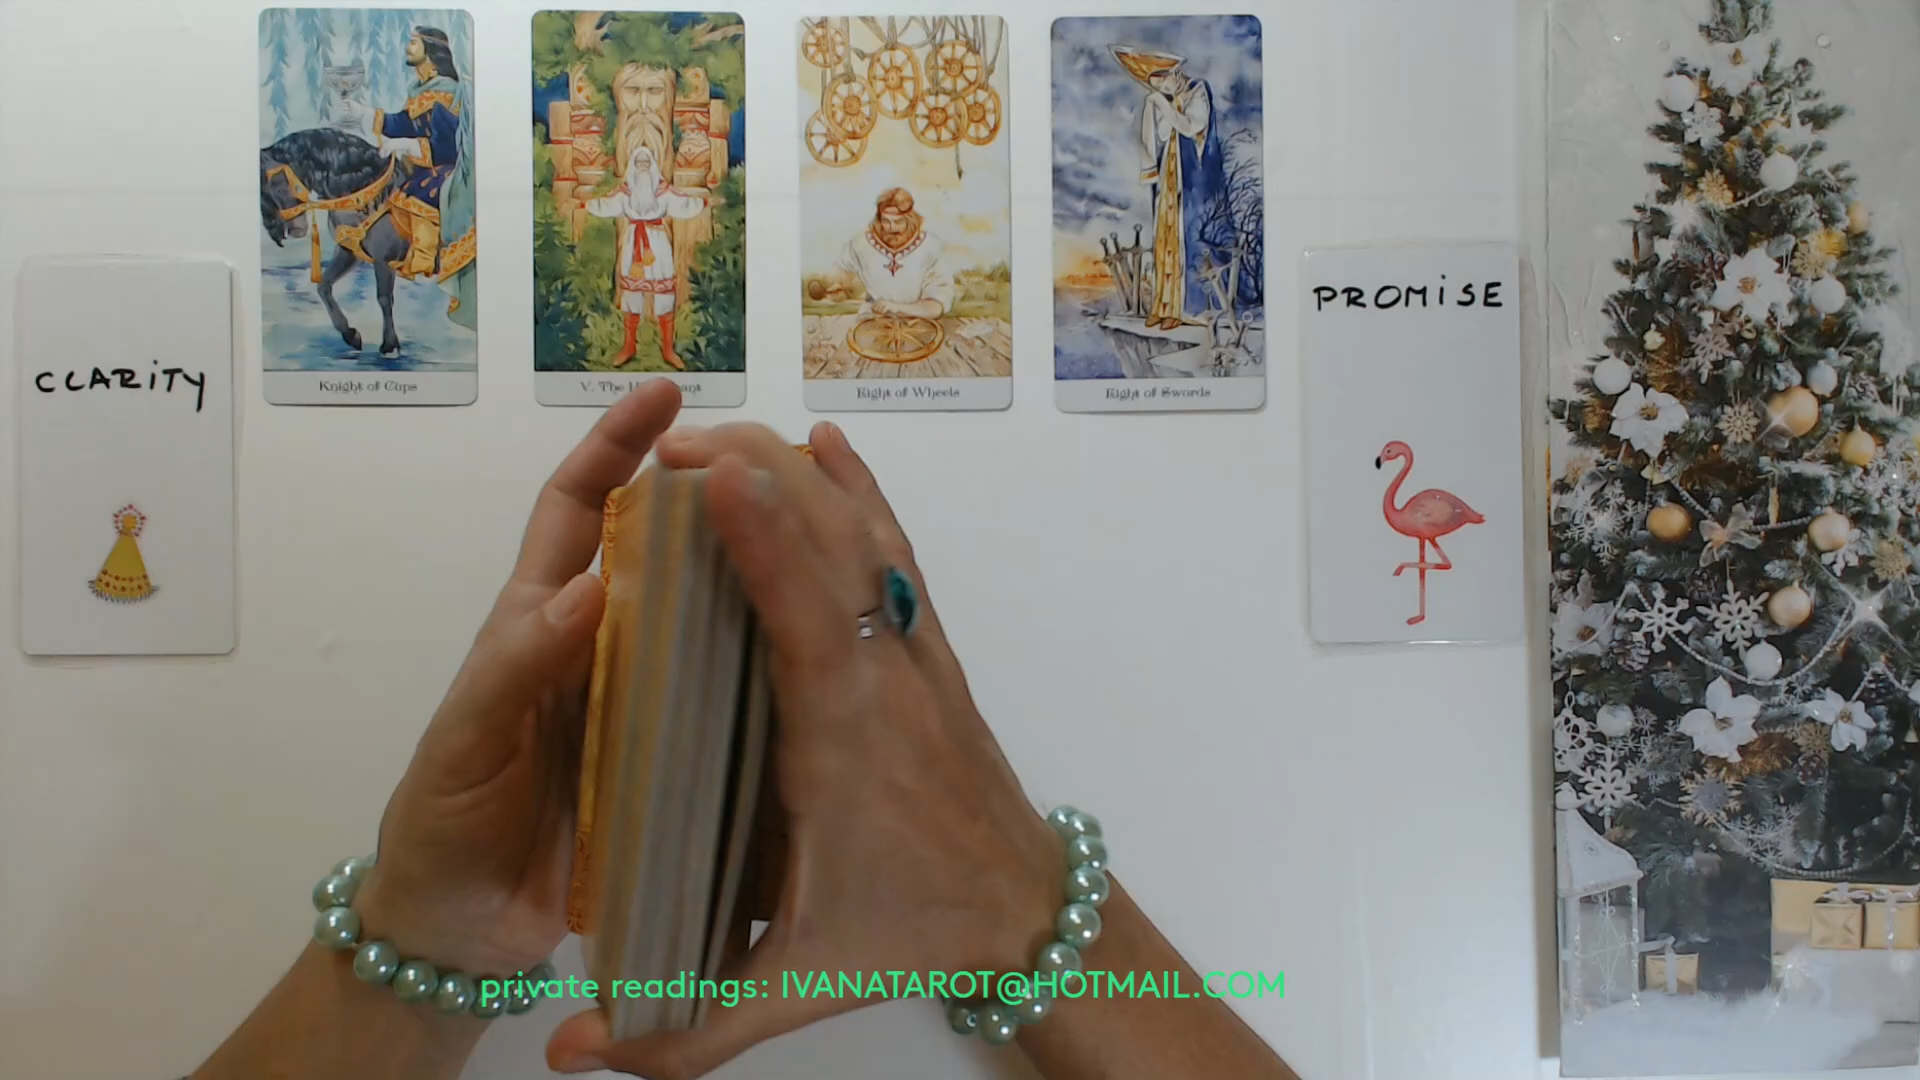 Knight of Cups
V. The
Eight of Wheels
Eight of Swords
CLARiTY
PROMiSE
private readings: IVANATAROT@HOTMAIL.COM